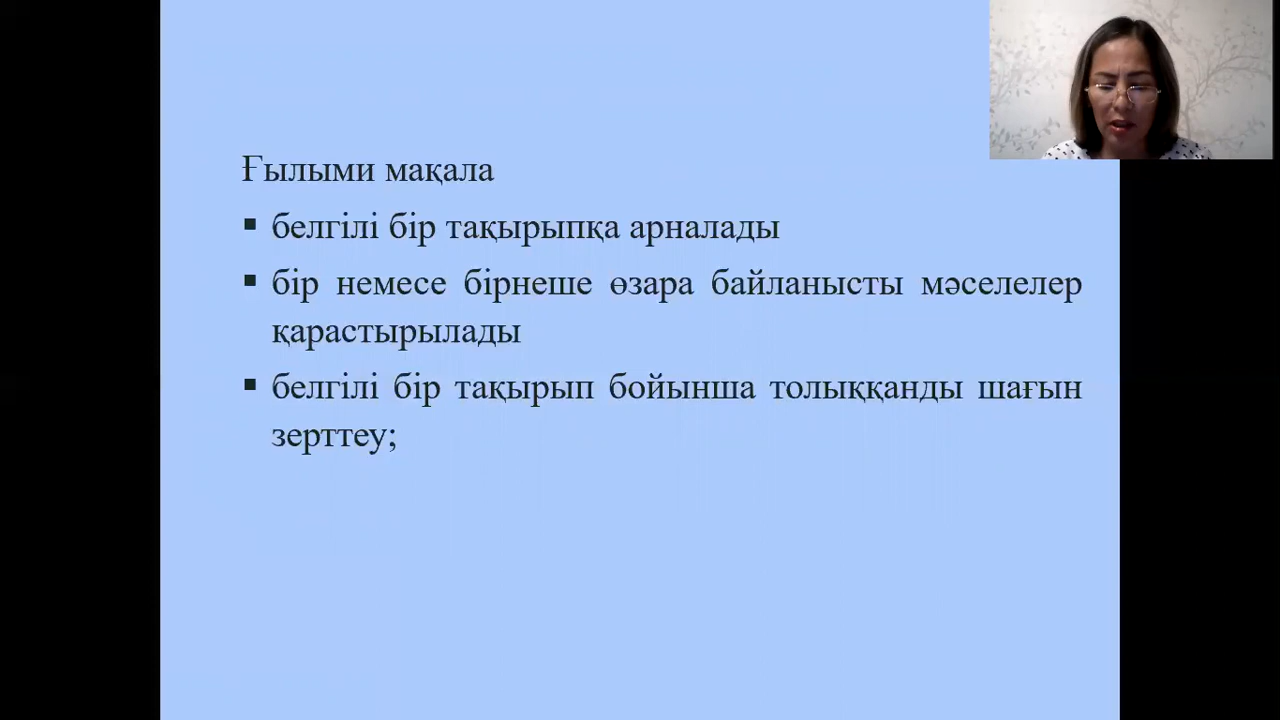 Ғылыми мақала
▪ белгілі бір тақырыпқа арналады
▪ бір немесе бірнеше өзара байланысты мәселелер
қарастырылады
▪ белгілі бір тақырып бойынша толыққанды шағын
зерттеу;